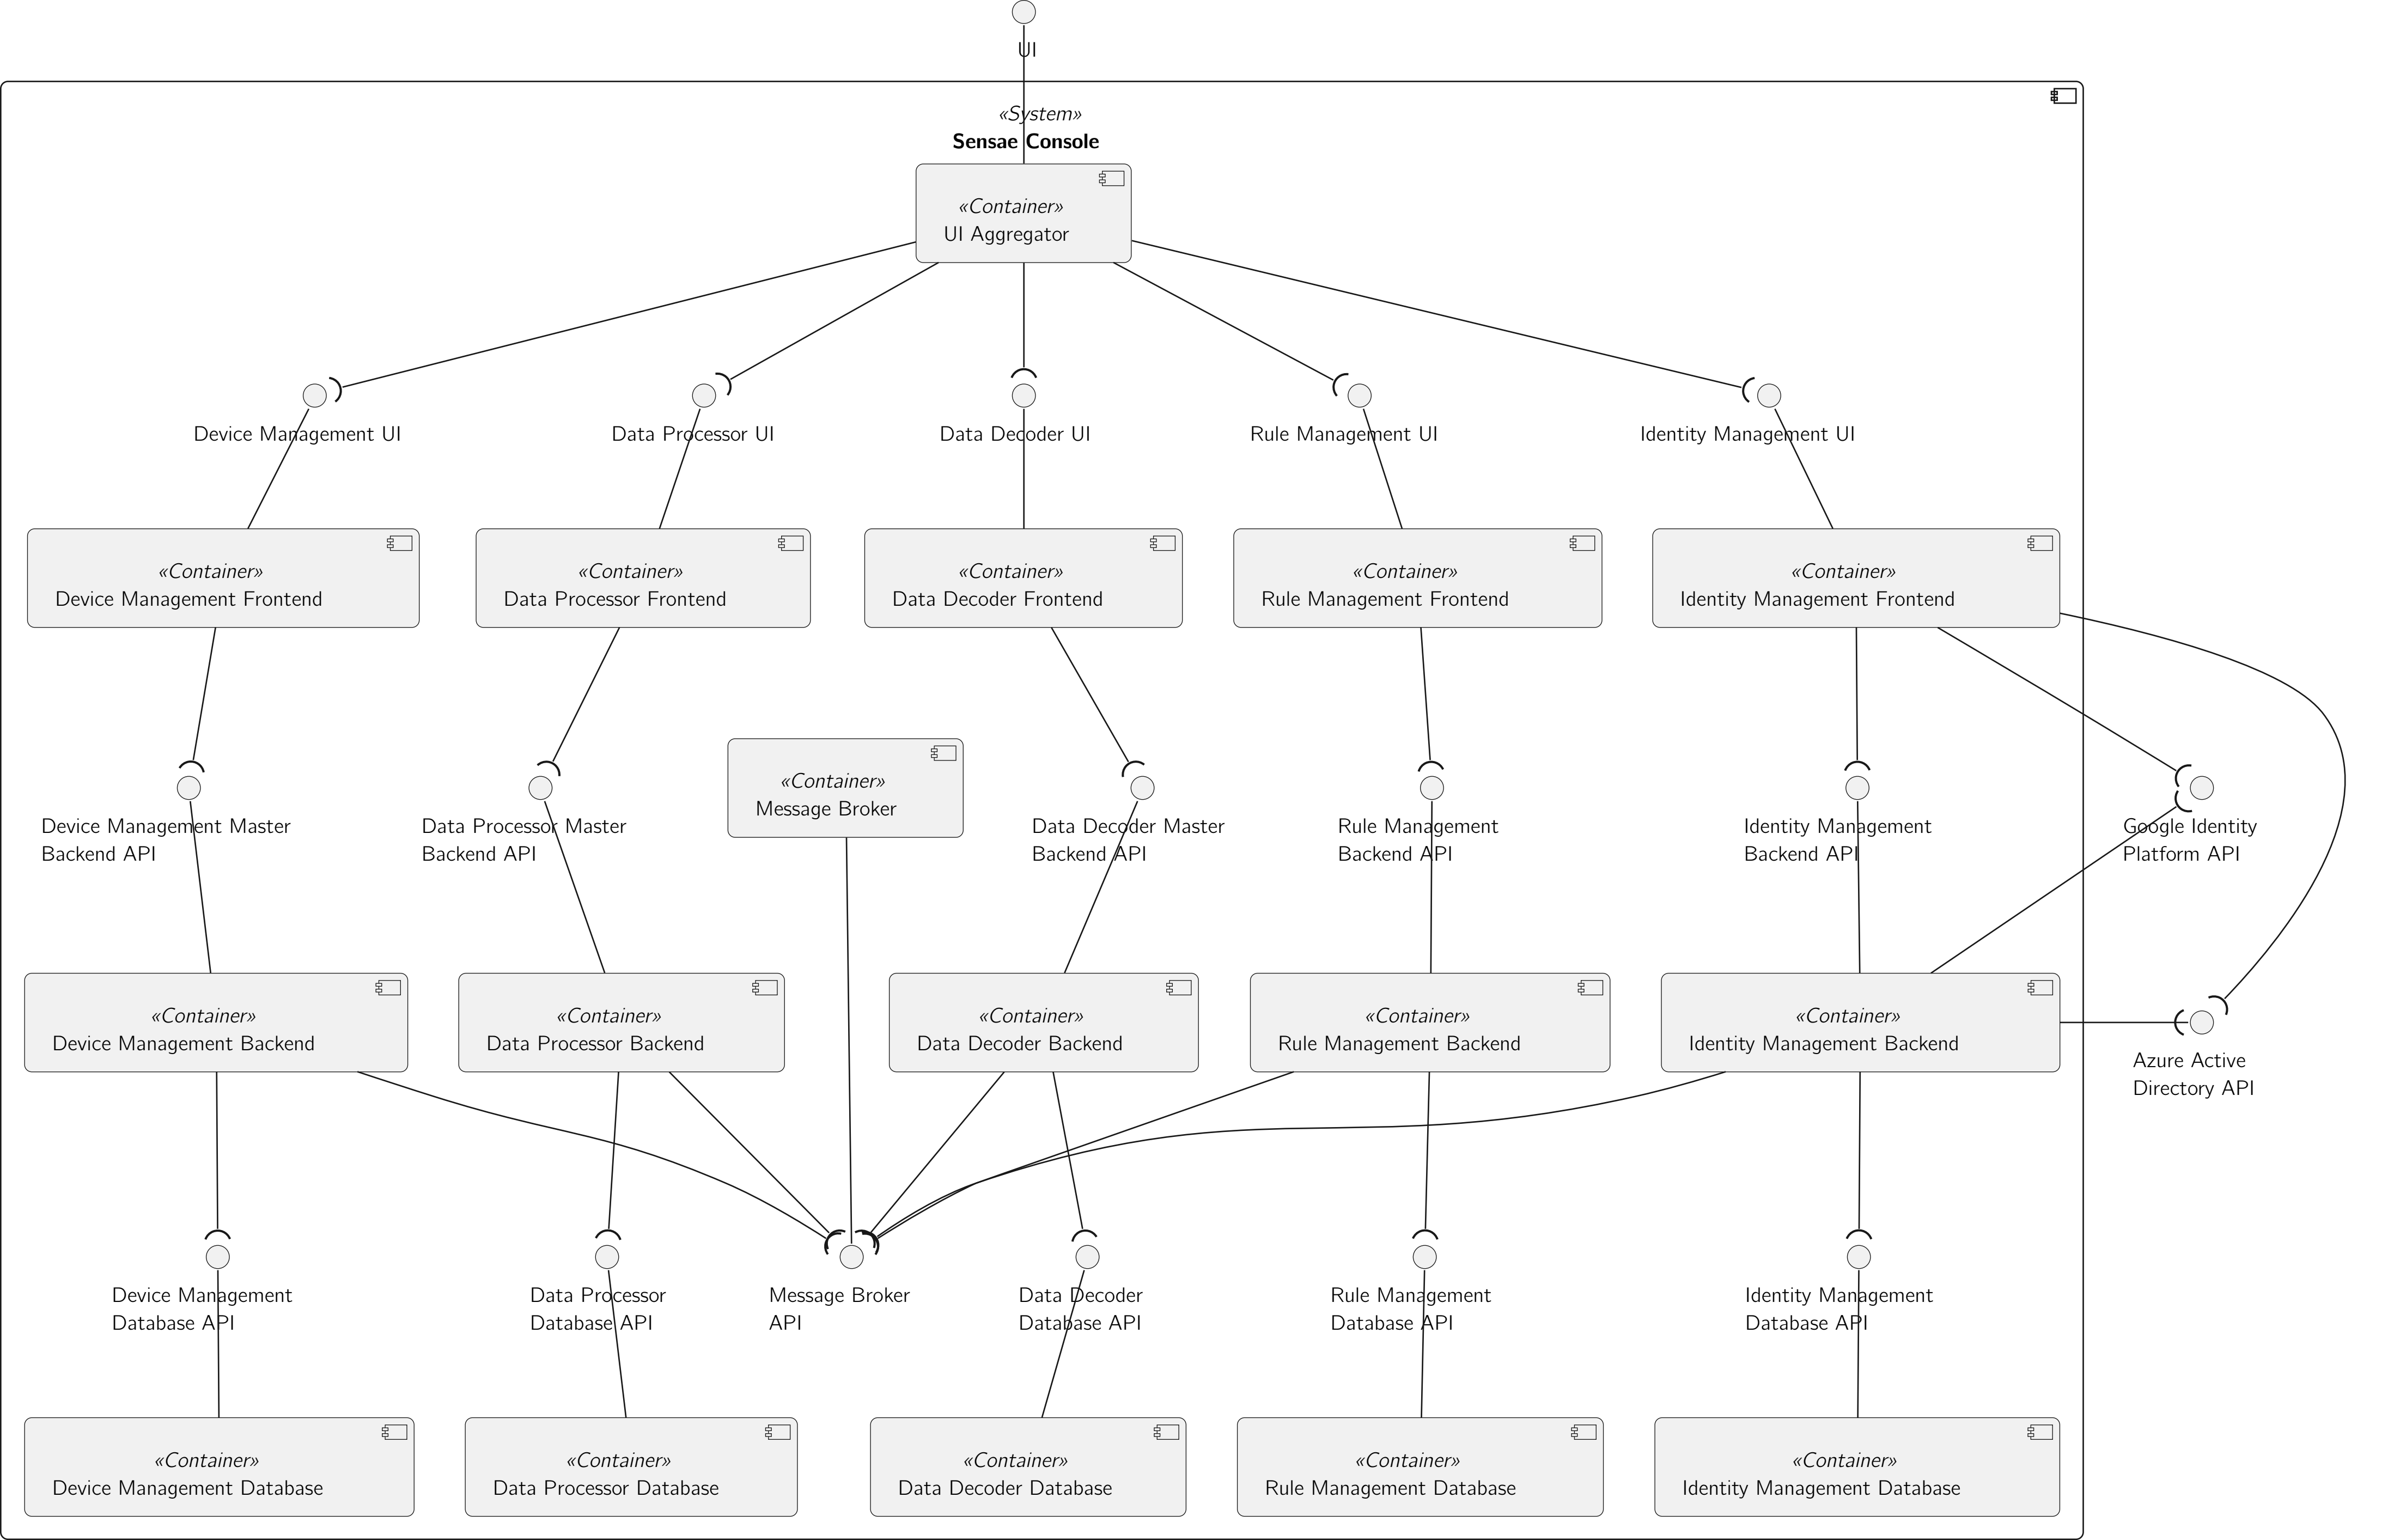 UI
«System»
Sensae Console
«Container»
UI Aggregator
Device Management UI
Data Processor UI
Data Decoder UI
Rule Management UI
Identity Management UI
«Container»
Device Management Frontend
«Container»
Data Processor Frontend
«Container»
Data Decoder Frontend
«Container»
Rule Management Frontend
«Container»
Identity Management Frontend
«Container»
Message Broker
Device Management Master
Backend API
Data Processor Master
Backend API
Data Decoder Master
Backend API
Rule Management
Backend API
Identity Management
Backend API
Google Identity
Platform API
«Container»
Device Management Backend
«Container»
Data Processor Backend
«Container»
Data Decoder Backend
«Container»
Rule Management Backend
«Container»
Identity Management Backend
Azure Active
Directory API
Device Management
Database API
Data Processor
Database API
Message Broker
API
Data Decoder
Database API
Rule Management
Database API
Identity Management
Database API
«Container»
Device Management Database
«Container»
Data Processor Database
«Container»
Data Decoder Database
«Container»
Rule Management Database
«Container»
Identity Management Database